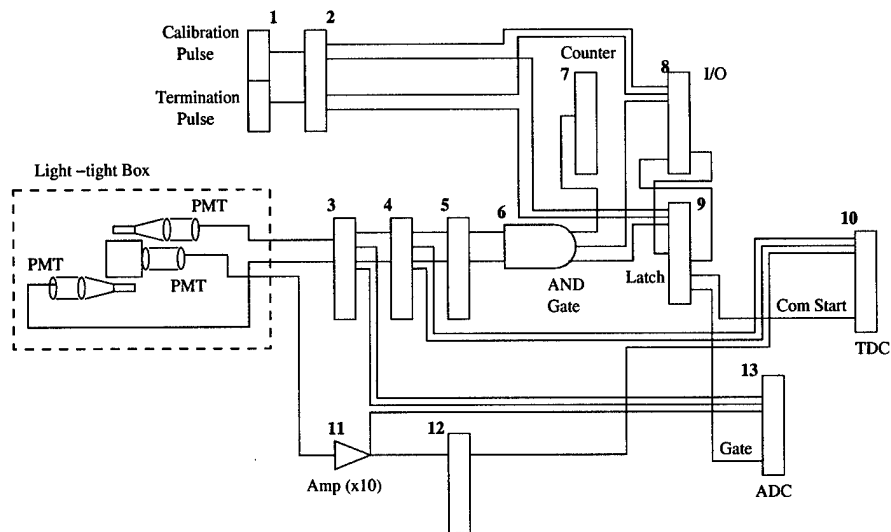 Calibration
Pulse
1
2
Termination
Pulse
Counter
7
8
I/O
Light -tight Box
PMT
PMT
PMT
3
4
5
6
AND
Gate
9
Latch
10
Com Start
TDC
13
11
Amp (x10)
12
Gate
ADC